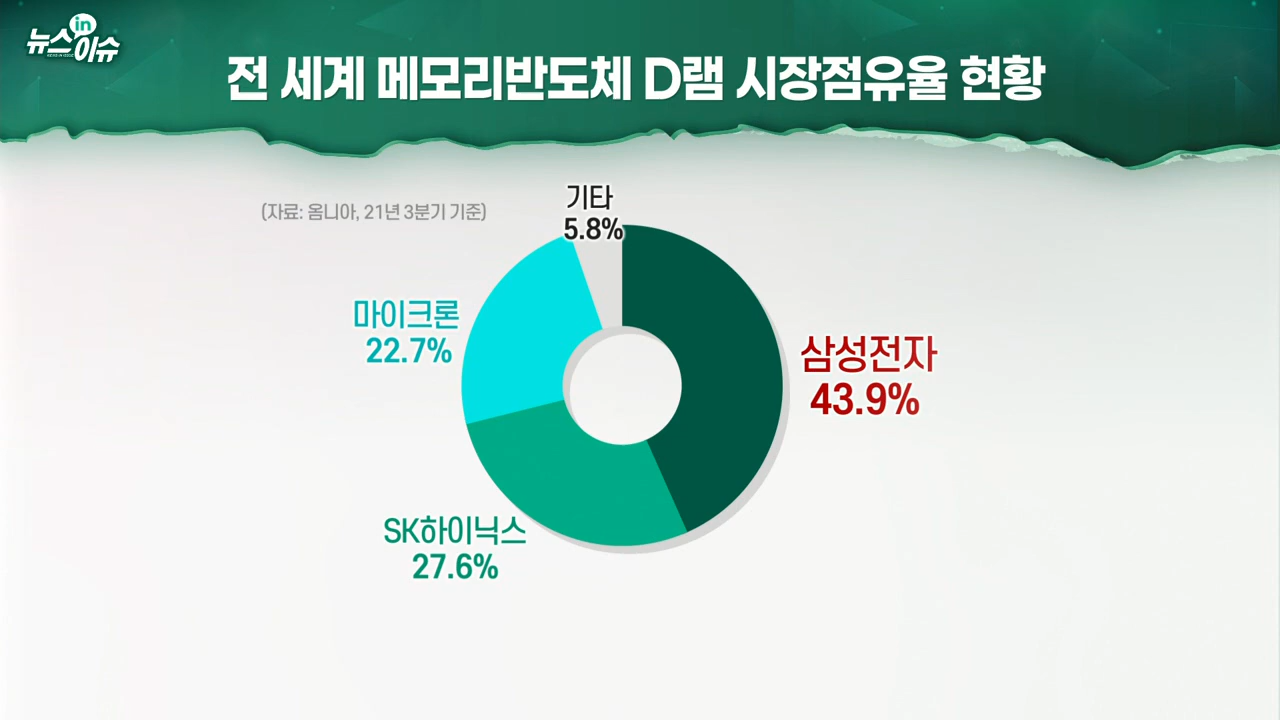 뉴스in이슈
전 세계 메모리반도체 D램 시장점유율 현황
(자료: 옴니아, 21년 3분기 기준)
기타
5.8%
마이크론
22.7%
삼성전자
43.9%
SK하이닉스
27.6%